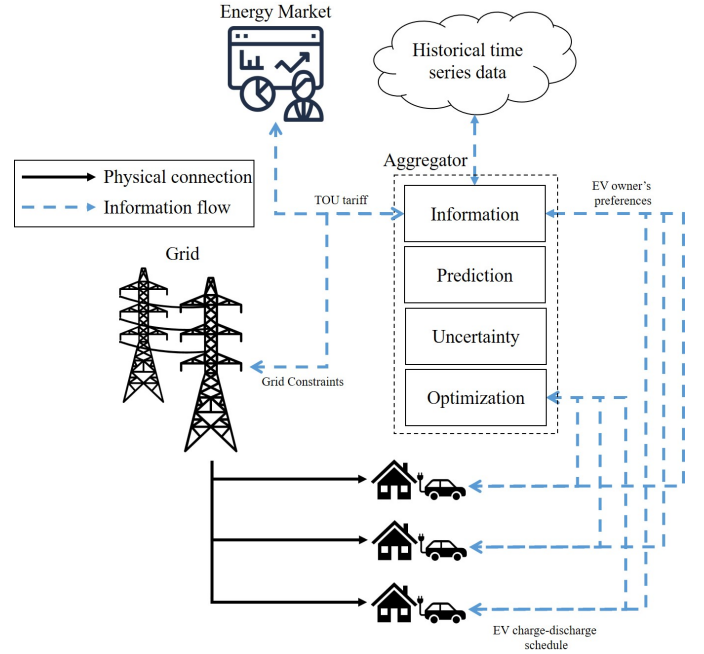 Energy Market
Historical time
series data
Physical connection
Information flow
Aggregator
TOU tariff
Information
EV owner's
preferences
Grid
Prediction
Uncertainty
Grid Constraints
Optimization
EV charge-discharge
schedule